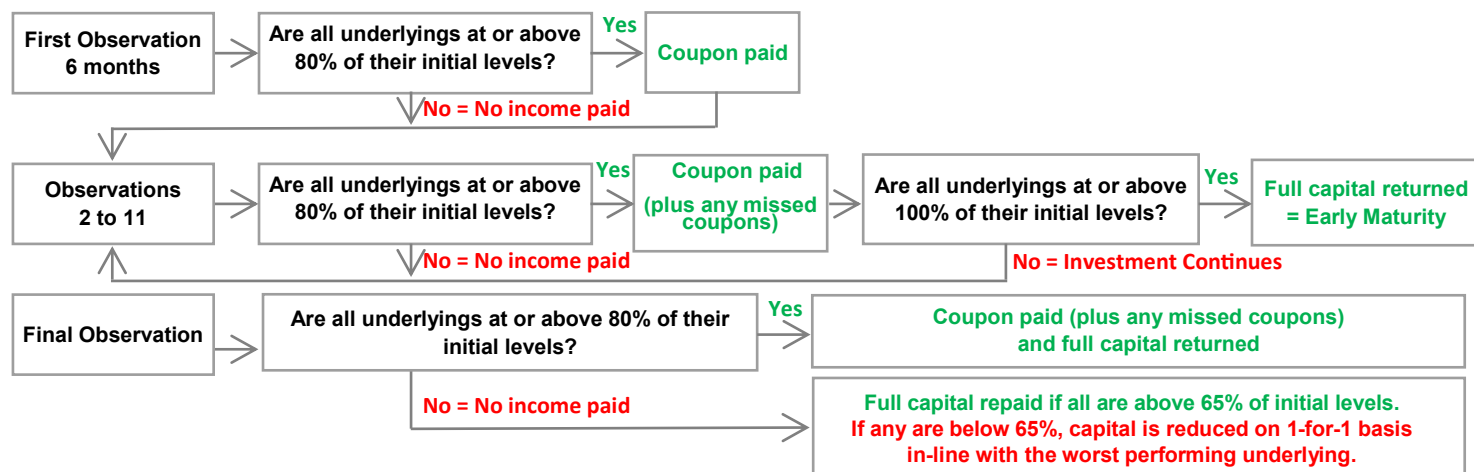 First Observation
6 months
Are all underlyings at or above
80% of their initial levels?
Yes
Coupon paid
No = No income paid
Observations
2 to 11
Are all underlyings at or above
80% of their initial levels?
Yes
Coupon paid
(plus any missed
coupons)
Are all underlyings at or above
100% of their initial levels?
Yes
Full capital returned
= Early Maturity
No = No income paid
No = Investment Continues
Final Observation
Are all underlyings at or above 80% of their
initial levels?
Yes
Coupon paid (plus any missed coupons)
and full capital returned
No = No income paid
Full capital repaid if all are above 65% of initial levels.
If any are below 65%, capital is reduced on 1-for-1 basis
in-line with the worst performing underlying.